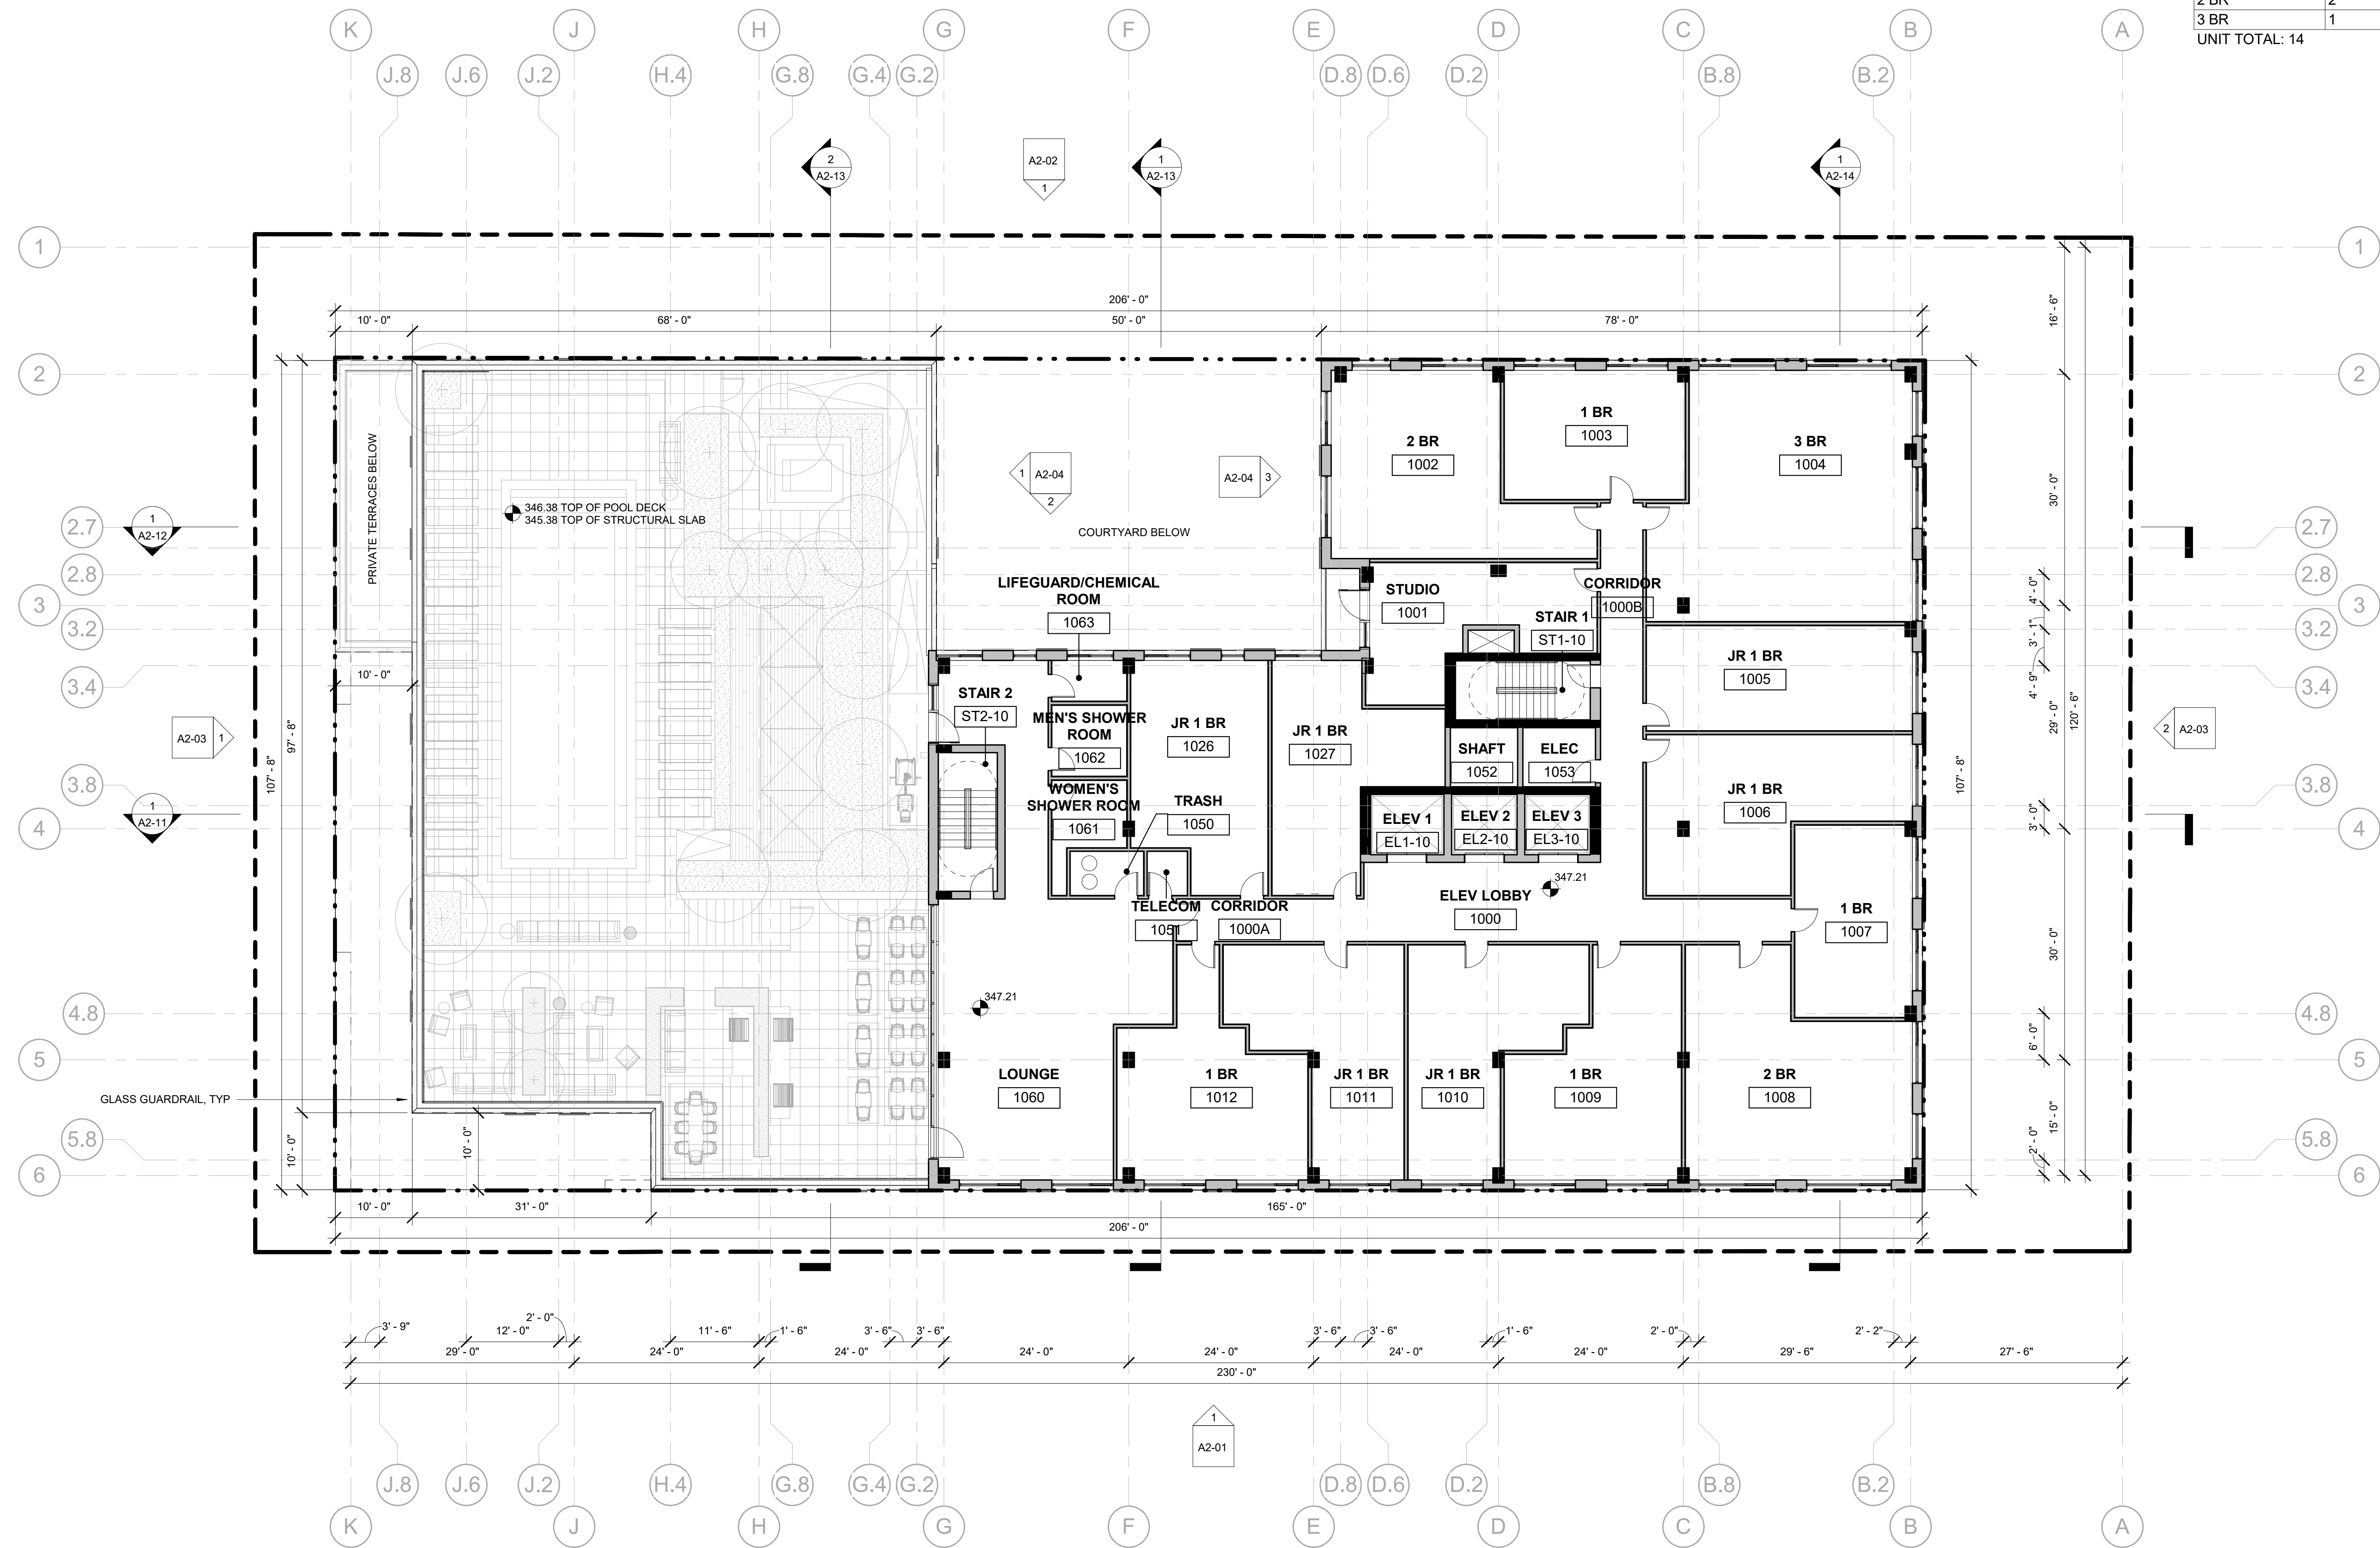 2 BR 2
3 BR 1
UNIT TOTAL: 14
K J H G F E D C B A
J.8 J.6 J.2 H.4 G.8 G.4 G.2 D.8 D.6 D.2 B.8 B.2
2
A2-13
A2-02
1
1
A2-13
1
A2-14
1 1
206' - 0"
10' - 0" 68' - 0" 50' - 0" 78' - 0"
16' - 6"
2 2
PRIVATE TERRACES BELOW
346.38 TOP OF POOL DECK
345.38 TOP OF STRUCTURAL SLAB
1 A2-04
2
A2-04 3
COURTYARD BELOW
2 BR
1002
1 BR
1003
3 BR
1004
30' - 0"
2.7
1
A2-12
2.7
2.8 2.8
3 3
3.2 3.2
3.4 3.4
LIFEGUARD/CHEMICAL
ROOM
1063
STUDIO
1001
CORRIDOR
1000B
STAIR 1
ST1-10
4' - 0"
3' - 1"
4' - 9"
29' - 0"
120' - 6"
JR 1 BR
1005
10' - 0"
A2-03 1
97' - 8"
107' - 8"
STAIR 2
ST2-10
MEN'S SHOWER
ROOM
1062
JR 1 BR
1026
JR 1 BR
1027
SHAFT
1052
ELEC
1053
2 A2-03
107' - 8"
3.8 3.8
WOMEN'S
SHOWER ROOM
1061
TRASH
1050
JR 1 BR
1006
3' - 0"
1
A2-11
4 4
ELEV 1
EL1-10
ELEV 2
EL2-10
ELEV 3
EL3-10
347.21
ELEV LOBBY
1000
TELECOM
1051
CORRIDOR
1000A
1 BR
1007
30' - 0"
347.21
4.8 4.8
6' - 0"
5 5
LOUNGE
1060
1 BR
1012
JR 1 BR
1011
JR 1 BR
1010
1 BR
1009
2 BR
1008
GLASS GUARDRAIL, TYP
10' - 0"
10' - 0"
15' - 0"
2' - 0"
5.8 5.8
6 6
10' - 0" 31' - 0" 165' - 0"
206' - 0"
3' - 9" 12' - 0" 2' - 0" 11' - 6" 1' - 6" 3' - 6" 3' - 6" 3' - 6" 3' - 6" 1' - 6" 2' - 0" 2' - 2"
29' - 0" 24' - 0" 24' - 0" 24' - 0" 24' - 0" 24' - 0" 24' - 0" 29' - 6" 27' - 6"
230' - 0"
1
A2-01
J.8 J.6 J.2 H.4 G.8 G.4 G.2 D.8 D.6 D.2 B.8 B.2
K J H G F E D C B A